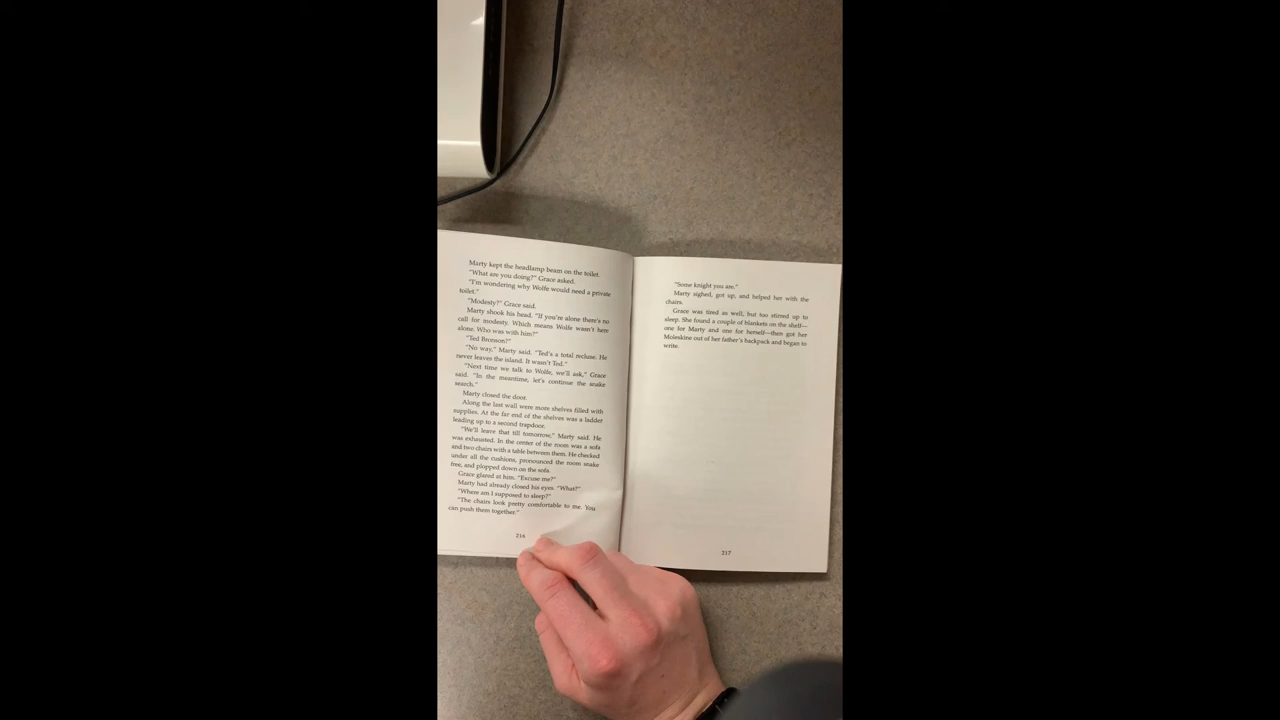 Marty kept the headlamp beam on the toilet.
"What are you doing?" Grace asked.
"I'm wondering why Wolfe would need a private
toilet."
"Modesty?" Grace said.
Marty shook his head. "If you're alone there's no
call for modesty. Which means Wolfe wasn't here
alone. Who was with him?"
"Ted Bronson?"
"No way," Marty said. "Ted's a total recluse. He
never leaves the island. It wasn't Ted."
"Next time we talk to Wolfe, we'll ask," Grace
said. "In the meantime, let's continue the snake
search."
Marty closed the door.
Along the last wall were more shelves filled with
supplies. At the far end of the shelves was a ladder
leading up to a second trapdoor.
"We'll leave that till tomorrow," Marty said. He
was exhausted. In the center of the room was a sofa
and two chairs with a table between them. He checked
under all the cushions, pronounced the room snake
free, and plopped down on the sofa.
Grace glared at him. "Excuse me?"
Marty had already closed his eyes. "What?"
"Where am I supposed to sleep?"
"The chairs look pretty comfortable to me. You
can push them together."
216
"Some knight you are."
Marty sighed, got up, and helped her with the
chairs.
Grace was tired as well, but too stirred up to
sleep. She found a couple of blankets on the shelf—
one for Marty and one for herself—then got her
Moleskine out of her father's backpack and began to
write.
217